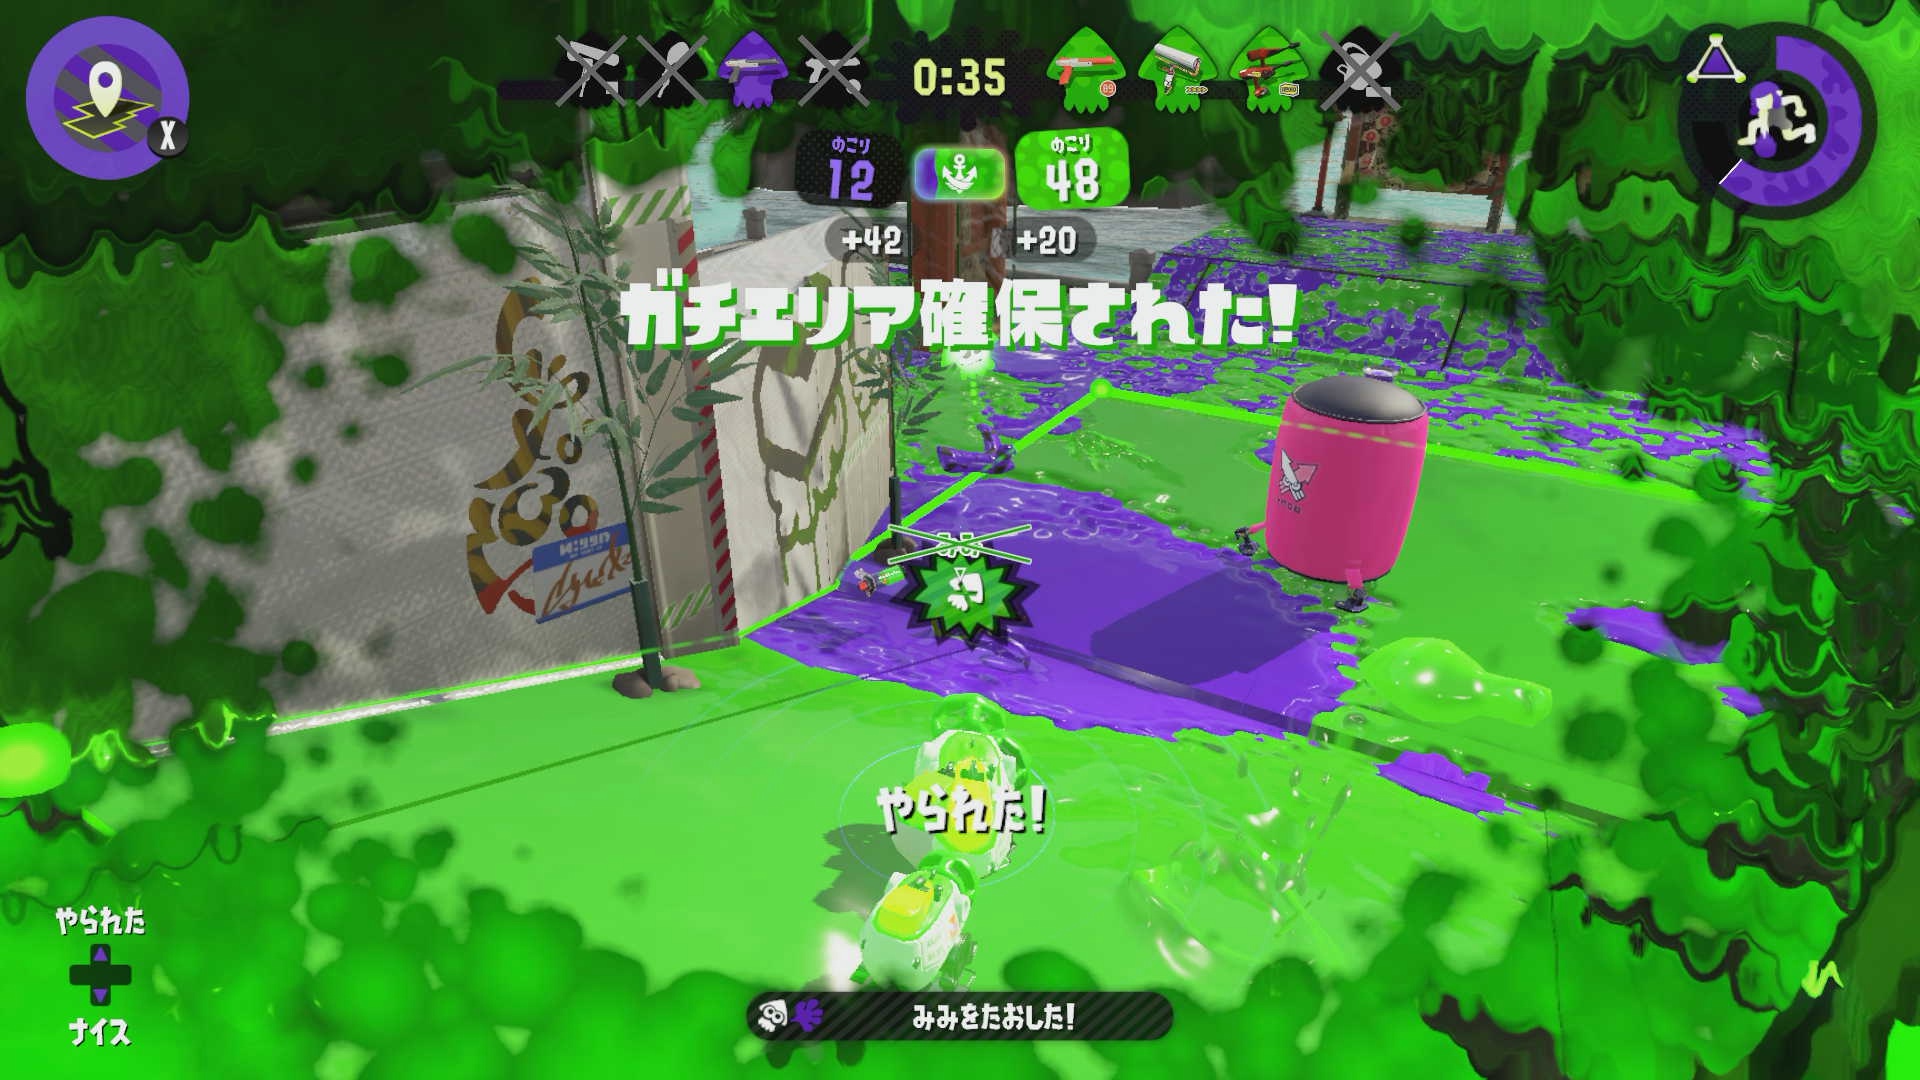 0:35
X
89
のこり
12
のこり
48
+42
+20
ガチエリア確保された!
やられた!
やられた
ナイス
みみをたおした!